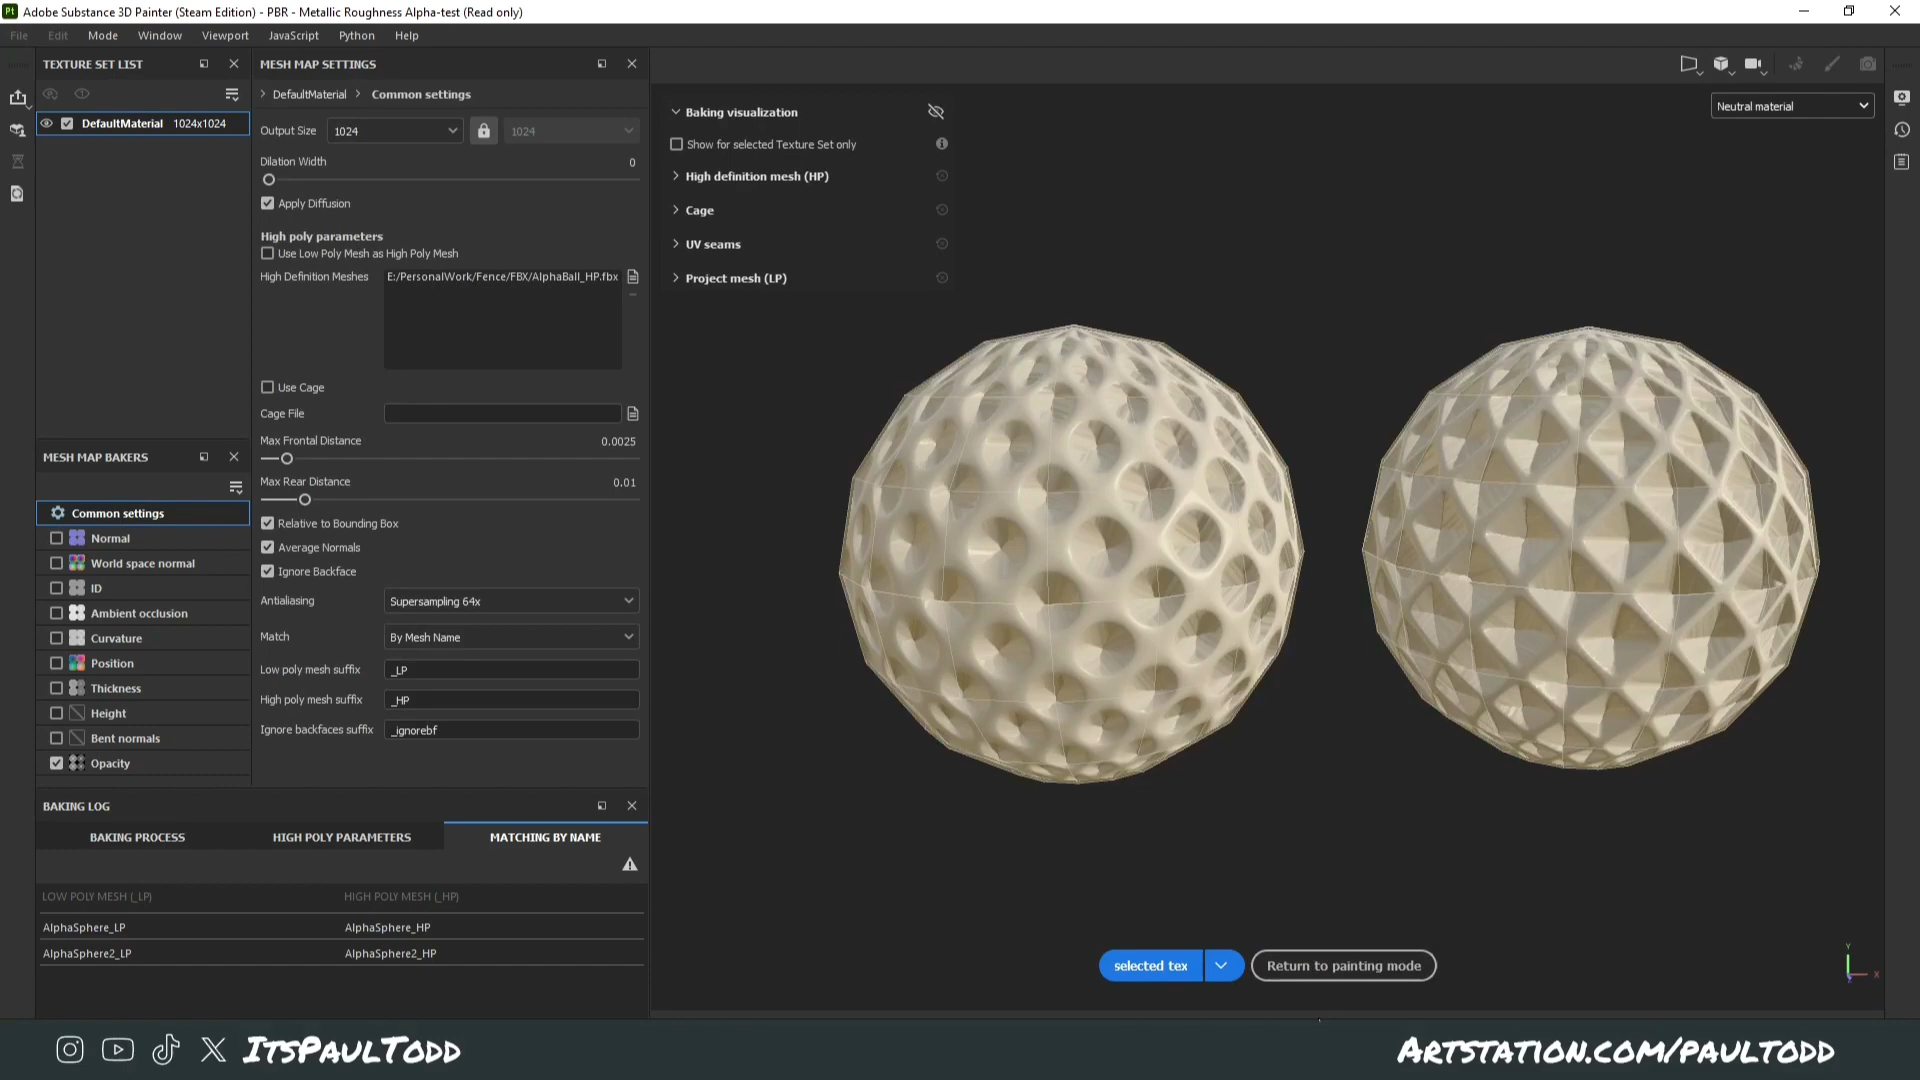 Pt Adobe Substance 3D Painter (Steam Edition) - PBR - Metallic Roughness Alpha-test (Read only)
File Edit Mode Window Viewport JavaScript Python Help
TEXTURE SET LIST
DefaultMaterial 1024x1024
MESH MAP SETTINGS
DefaultMaterial > Common settings
Output Size 1024 1024
Dilation Width 0
Apply Diffusion
High poly parameters
Use Low Poly Mesh as High Poly Mesh
High Definition Meshes E:/PersonalWork/Fence/FBX/AlphaBall_HP.fbx
Use Cage
Cage File
Max Frontal Distance 0.0025
Max Rear Distance 0.01
Relative to Bounding Box
Average Normals
Ignore Backface
Antialiasing Supersampling 64x
Match By Mesh Name
Low poly mesh suffix _LP
High poly mesh suffix _HP
Ignore backfaces suffix _ignorebf
MESH MAP BAKERS
Common settings
Normal
World space normal
ID
Ambient occlusion
Curvature
Position
Thickness
Height
Bent normals
Opacity
BAKING LOG
BAKING PROCESS HIGH POLY PARAMETERS MATCHING BY NAME
LOW POLY MESH (_LP) HIGH POLY MESH (_HP)
AlphaSphere_LP AlphaSphere_HP
AlphaSphere2_LP AlphaSphere2_HP
Baking visualization
Show for selected Texture Set only
High definition mesh (HP)
Cage
UV seams
Project mesh (LP)
Neutral material
selected tex
Return to painting mode
Y
X
ItsPaulTodd
Artstation.com/paultodd